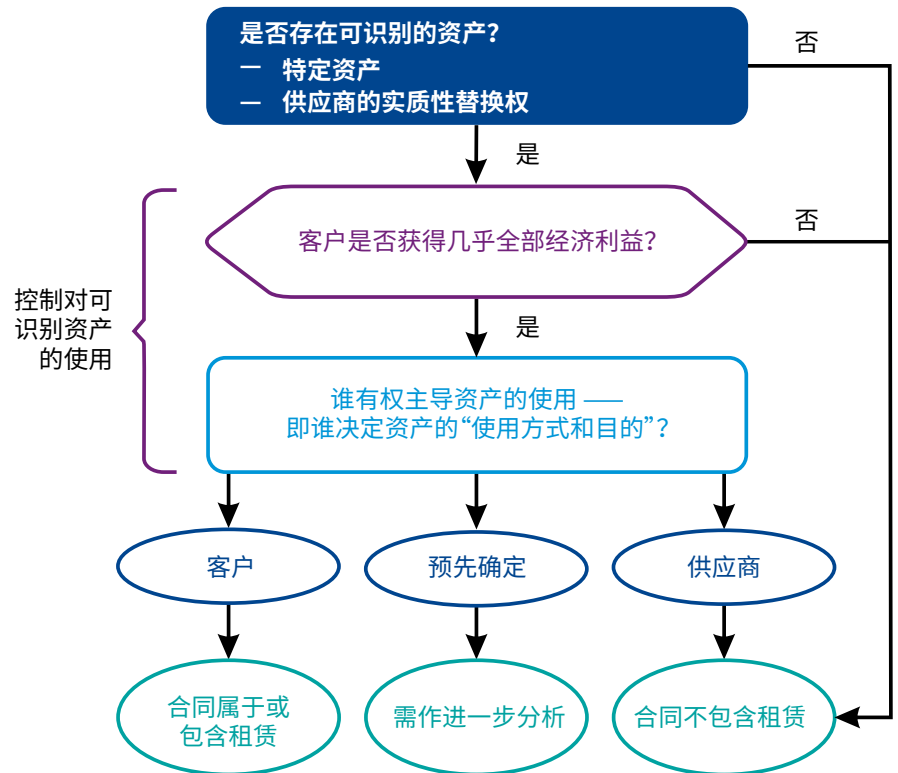 是否存在可识别的资产？
— 特定资产
— 供应商的实质性替换权
否
是
客户是否获得几乎全部经济利益？
否
控制对可
识别资产
的使用
是
谁有权主导资产的使用 ——
即谁决定资产的“使用方式和目的”？
客户
预先确定
供应商
合同属于或
包含租赁
需作进一步分析
合同不包含租赁